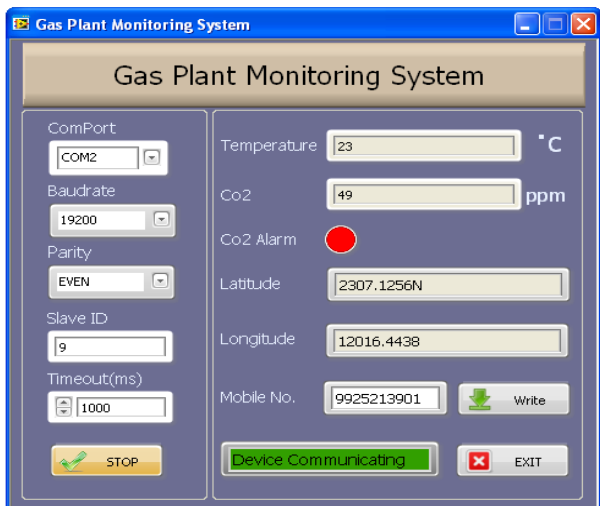 Gas Plant Monitoring System
Gas Plant Monitoring System
ComPort
COM2
Baudrate
19200
Parity
EVEN
Slave ID
9
Timeout(ms)
1000
STOP
Temperature 23 °C
Co2 49 ppm
Co2 Alarm
Latitude 2307.1256N
Longitude 12016.4438
Mobile No. 9925213901 Write
Device Communicating EXIT